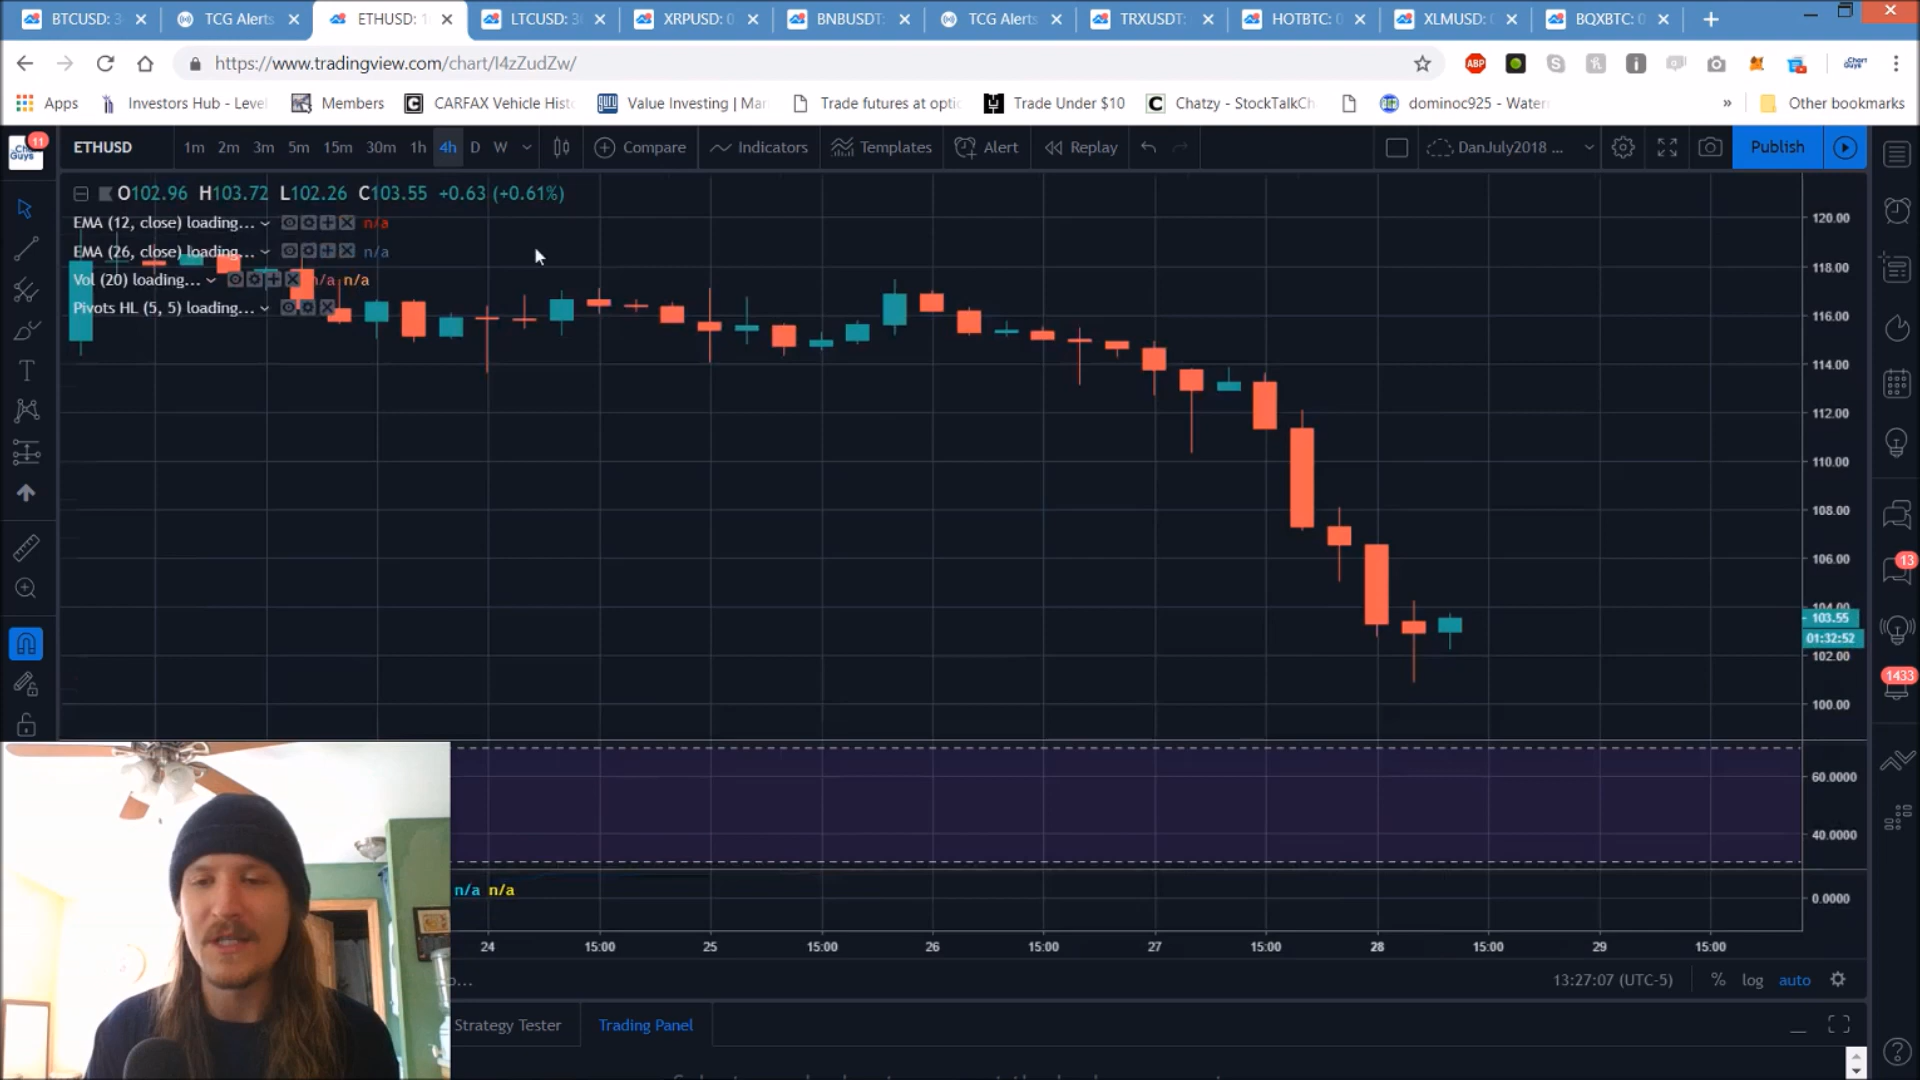 BTCUSD: 3
TCG Alerts
ETHUSD: 1
LTCUSD: 3
XRPUSD: 0
BNBUSDT:
TCG Alerts
TRXUSDT:
HOTBTC: 0
XLMUSD: 0
BQXBTC: 0
https://www.tradingview.com/chart/I4zZudZw/
ABP
Apps
Investors Hub - Level
Members
CARFAX Vehicle Histo
guru
Value Investing | Mar
Trade futures at optio
Trade Under $10
Chatzy - StockTalkCh
dominoc925 - Water
»
Other bookmarks
11
ETHUSD
1m 2m 3m 5m 15m 30m 1h 4h D W
Compare
Indicators
Templates
Alert
Replay
DanJuly2018 ...
Publish
O102.96 H103.72 L102.26 C103.55 +0.63 (+0.61%)
EMA (12, close) loading... n/a
EMA (26, close) loading... n/a
Vol (20) loading... n/a n/a
Pivots HL (5, 5) loading...
120.00
118.00
116.00
114.00
112.00
110.00
108.00
106.00
104.00
103.55
01:32:52
102.00
100.00
13
1433
60.0000
40.0000
n/a n/a
0.0000
24 15:00 25 15:00 26 15:00 27 15:00 28 15:00 29 15:00
13:27:07 (UTC-5) % log auto
Strategy Tester
Trading Panel